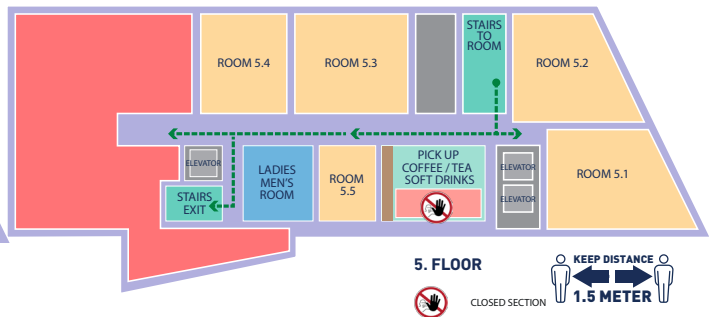 STAIRS
TO
ROOM
ROOM 5.4
ROOM 5.3
ROOM 5.2
ELEVATOR
STAIRS
EXIT
LADIES
MEN'S
ROOM
ROOM
5.5
PICK UP
COFFEE / TEA
SOFT DRINKS
ELEVATOR
ELEVATOR
ROOM 5.1
5. FLOOR
CLOSED SECTION
KEEP DISTANCE
1.5 METER